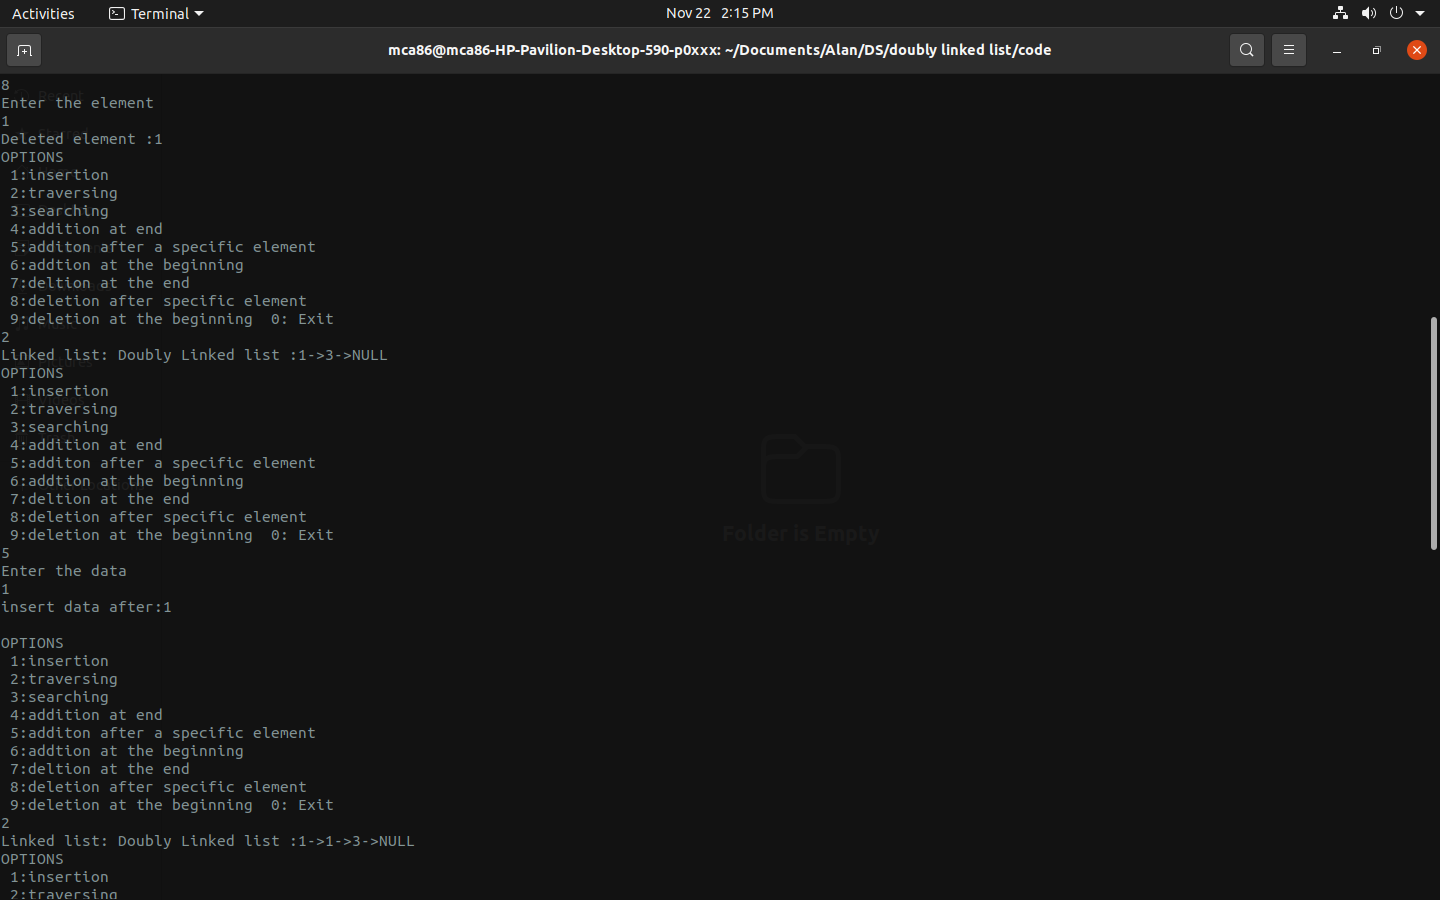 Activities Terminal Nov 22 2:15 PM
mca86@mca86-HP-Pavilion-Desktop-590-p0xxx: ~/Documents/Alan/DS/doubly linked list/code
8
Enter the element
1
Deleted element :1
OPTIONS
 1:insertion
 2:traversing
 3:searching
 4:addition at end
 5:additon after a specific element
 6:addtion at the beginning
 7:deltion at the end
 8:deletion after specific element
 9:deletion at the beginning  0: Exit
2
Linked list: Doubly Linked list :1->3->NULL
OPTIONS
 1:insertion
 2:traversing
 3:searching
 4:addition at end
 5:additon after a specific element
 6:addtion at the beginning
 7:deltion at the end
 8:deletion after specific element
 9:deletion at the beginning  0: Exit
5
Folder is Empty
Enter the data
1
insert data after:1
OPTIONS
 1:insertion
 2:traversing
 3:searching
 4:addition at end
 5:additon after a specific element
 6:addtion at the beginning
 7:deltion at the end
 8:deletion after specific element
 9:deletion at the beginning  0: Exit
2
Linked list: Doubly Linked list :1->1->3->NULL
OPTIONS
 1:insertion
 2:traversing